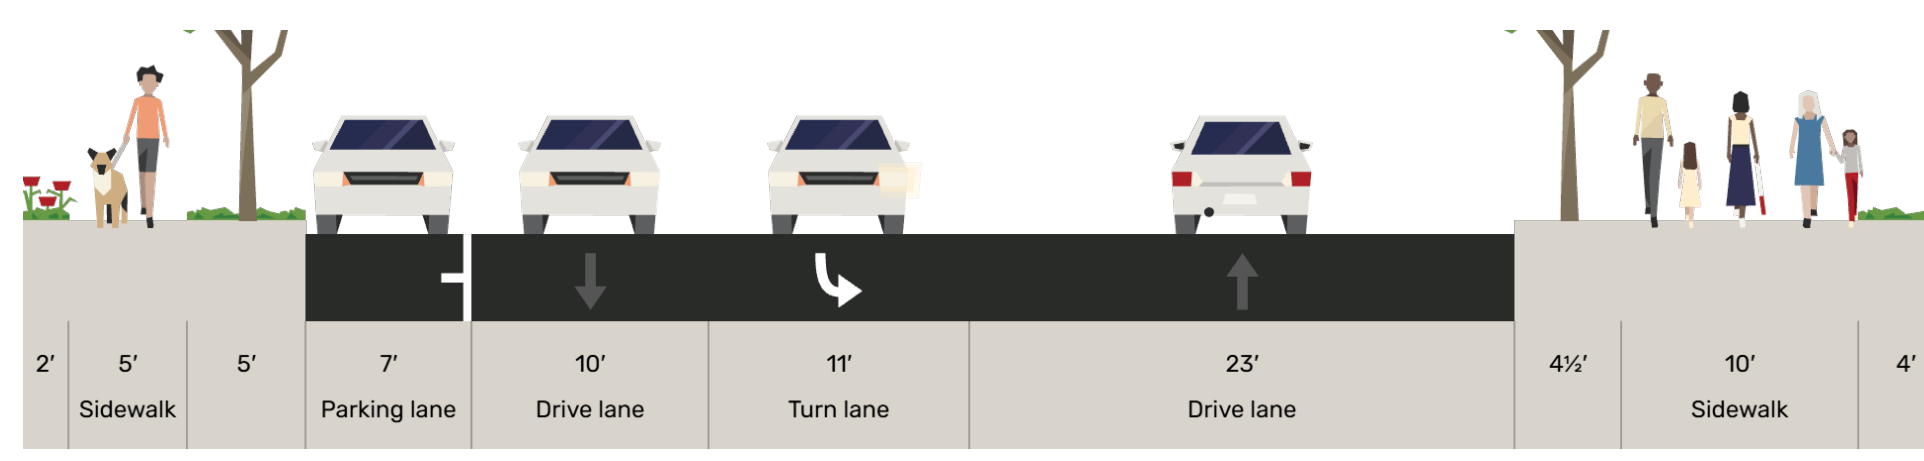 2′ 5′ 5′ 7′ 10′ 11′ 23′ 4½′ 10′ 4′
Sidewalk Parking lane Drive lane Turn lane Drive lane Sidewalk